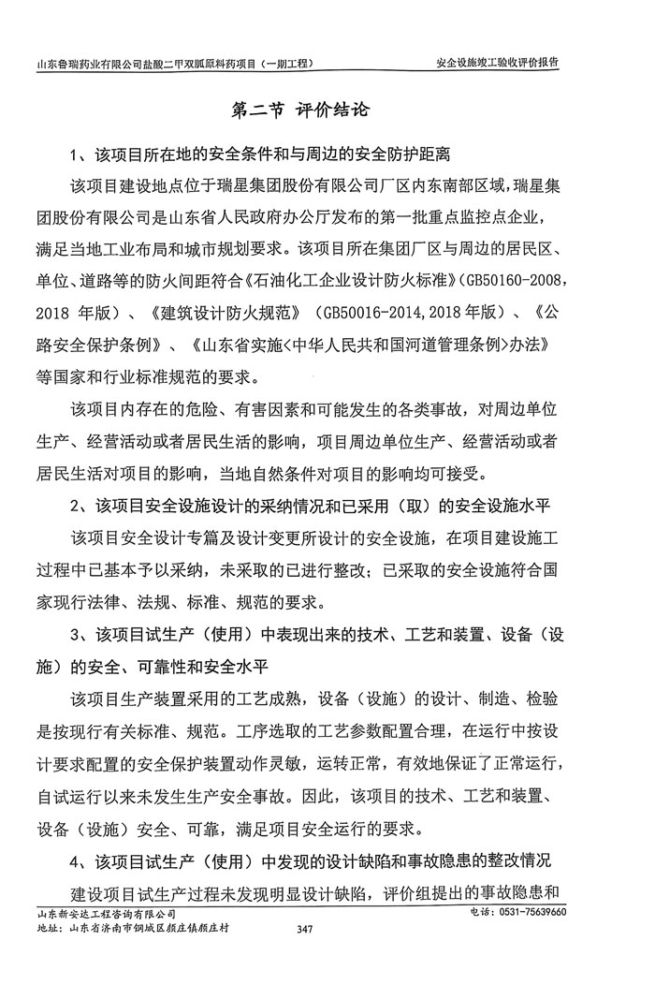 山东鲁瑞药业有限公司盐酸二甲双胍原料药项目（一期工程）
安全设施竣工验收评价报告
第二节 评价结论
1、该项目所在地的安全条件和与周边的安全防护距离
该项目建设地点位于瑞星集团股份有限公司厂区内东南部区域，瑞星集
团股份有限公司是山东省人民政府办公厅发布的第一批重点监控点企业，
满足当地工业布局和城市规划要求。该项目所在集团厂区与周边的居民区、
单位、道路等的防火间距符合《石油化工企业设计防火标准》（GB50160-2008，
2018 年版）、《建筑设计防火规范》（GB50016-2014,2018 年版）、《公
路安全保护条例》、《山东省实施<中华人民共和国河道管理条例>办法》
等国家和行业标准规范的要求。
该项目内存在的危险、有害因素和可能发生的各类事故，对周边单位
生产、经营活动或者居民生活的影响，项目周边单位生产、经营活动或者
居民生活对项目的影响，当地自然条件对项目的影响均可接受。
2、该项目安全设施设计的采纳情况和已采用（取）的安全设施水平
该项目安全设计专篇及设计变更所设计的安全设施，在项目建设施工
过程中已基本予以采纳，未采取的已进行整改；已采取的安全设施符合国
家现行法律、法规、标准、规范的要求。
3、该项目试生产（使用）中表现出来的技术、工艺和装置、设备（设
施）的安全、可靠性和安全水平
该项目生产装置采用的工艺成熟，设备（设施）的设计、制造、检验
是按现行有关标准、规范。工序选取的工艺参数配置合理，在运行中按设
计要求配置的安全保护装置动作灵敏，运转正常，有效地保证了正常运行，
自试运行以来未发生生产安全事故。因此，该项目的技术、工艺和装置、
设备（设施）安全、可靠，满足项目安全运行的要求。
4、该项目试生产（使用）中发现的设计缺陷和事故隐患的整改情况
建设项目试生产过程未发现明显设计缺陷，评价组提出的事故隐患和
山东新安达工程咨询有限公司
电话：0531-75639660
地址：山东省济南市钢城区颜庄镇颜庄村
347